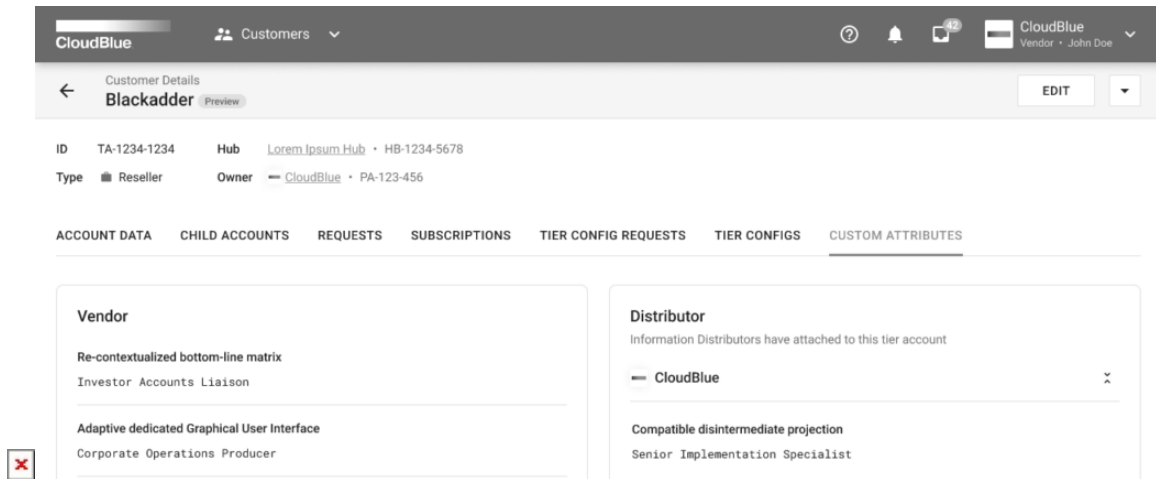 CloudBlue
Customers
42
CloudBlue
Vendor • John Doe
Customer Details
Blackadder Preview
EDIT
ID TA-1234-1234 Hub Lorem Ipsum Hub • HB-1234-5678
Type Reseller Owner CloudBlue • PA-123-456
ACCOUNT DATA CHILD ACCOUNTS REQUESTS SUBSCRIPTIONS TIER CONFIG REQUESTS TIER CONFIGS CUSTOM ATTRIBUTES
Vendor
Re-contextualized bottom-line matrix
Investor Accounts Liaison
Adaptive dedicated Graphical User Interface
Corporate Operations Producer
Distributor
Information Distributors have attached to this tier account
CloudBlue
Compatible disintermediate projection
Senior Implementation Specialist